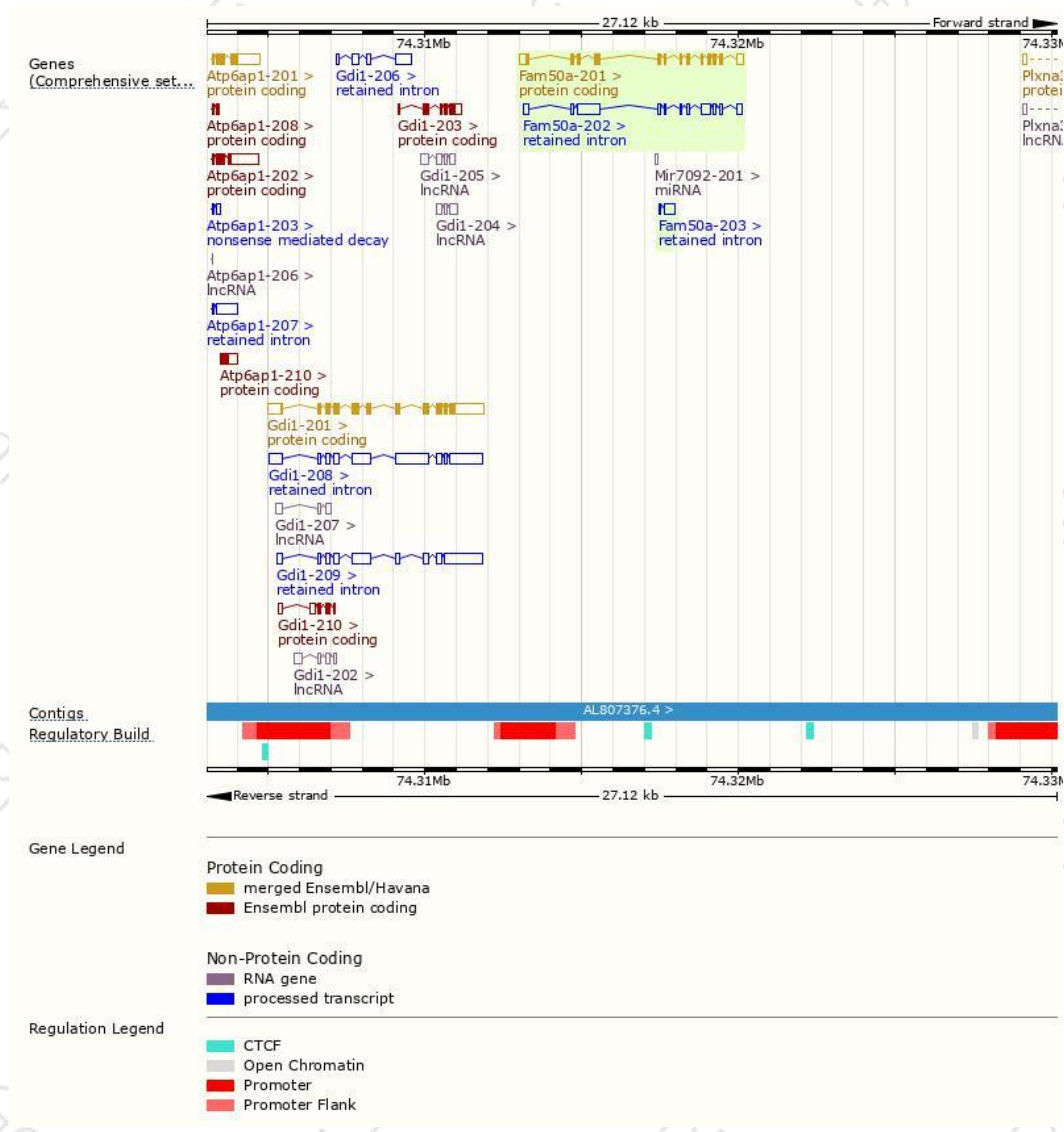 27.12 kb
Forward strand
74.31Mb 74.32Mb 74.33M
Genes
(Comprehensive set...
Atp6ap1-201 > Gdi1-206 > Fam50a-201 > Plxna3
protein coding retained intron protein coding protei
Atp6ap1-208 > Gdi1-203 > Fam50a-202 > Plxna3
protein coding protein coding retained intron lncRN
Atp6ap1-202 > Gdi1-205 > Mir7092-201 >
protein coding lncRNA miRNA
Atp6ap1-203 > Gdi1-204 > Fam50a-203 >
nonsense mediated decay lncRNA retained intron
Atp6ap1-206 >
lncRNA
Atp6ap1-207 >
retained intron
Atp6ap1-210 >
protein coding
Gdi1-201 >
protein coding
Gdi1-208 >
retained intron
Gdi1-207 >
lncRNA
Gdi1-209 >
retained intron
Gdi1-210 >
protein coding
Gdi1-202 >
lncRNA
Contigs AL807376.4 >
Regulatory Build
74.31Mb 74.32Mb 74.33M
Reverse strand 27.12 kb
Gene Legend
Protein Coding
merged Ensembl/Havana
Ensembl protein coding
Non-Protein Coding
RNA gene
processed transcript
Regulation Legend
CTCF
Open Chromatin
Promoter
Promoter Flank